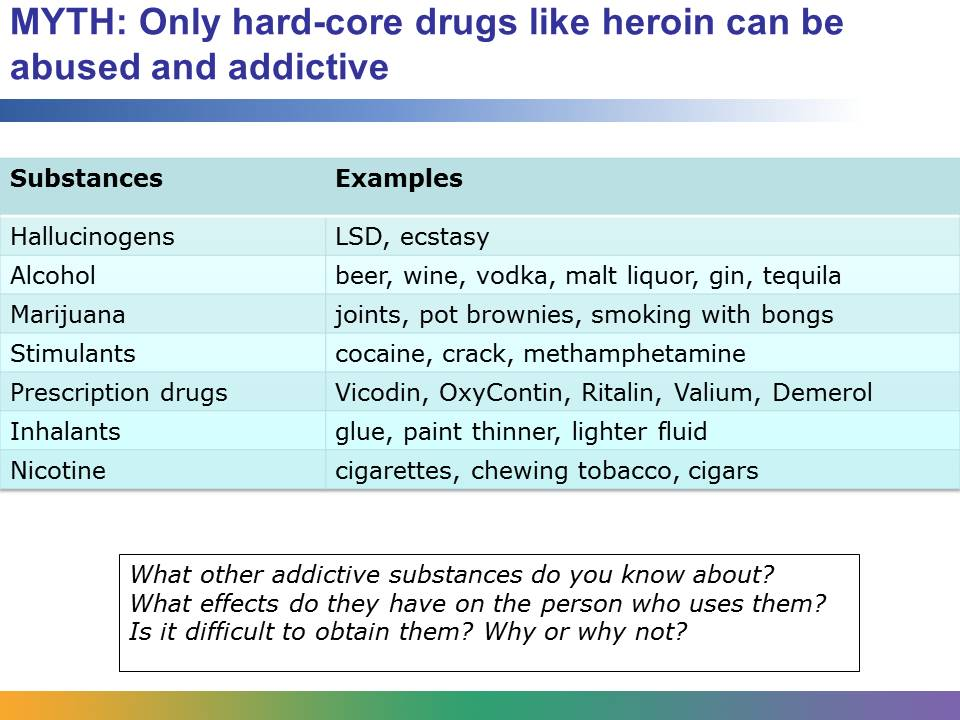 MYTH: Only hard-core drugs like heroin can be
abused and addictive
Substances Examples
Hallucinogens LSD, ecstasy
Alcohol beer, wine, vodka, malt liquor, gin, tequila
Marijuana joints, pot brownies, smoking with bongs
Stimulants cocaine, crack, methamphetamine
Prescription drugs Vicodin, OxyContin, Ritalin, Valium, Demerol
Inhalants glue, paint thinner, lighter fluid
Nicotine cigarettes, chewing tobacco, cigars
What other addictive substances do you know about?
What effects do they have on the person who uses them?
Is it difficult to obtain them? Why or why not?